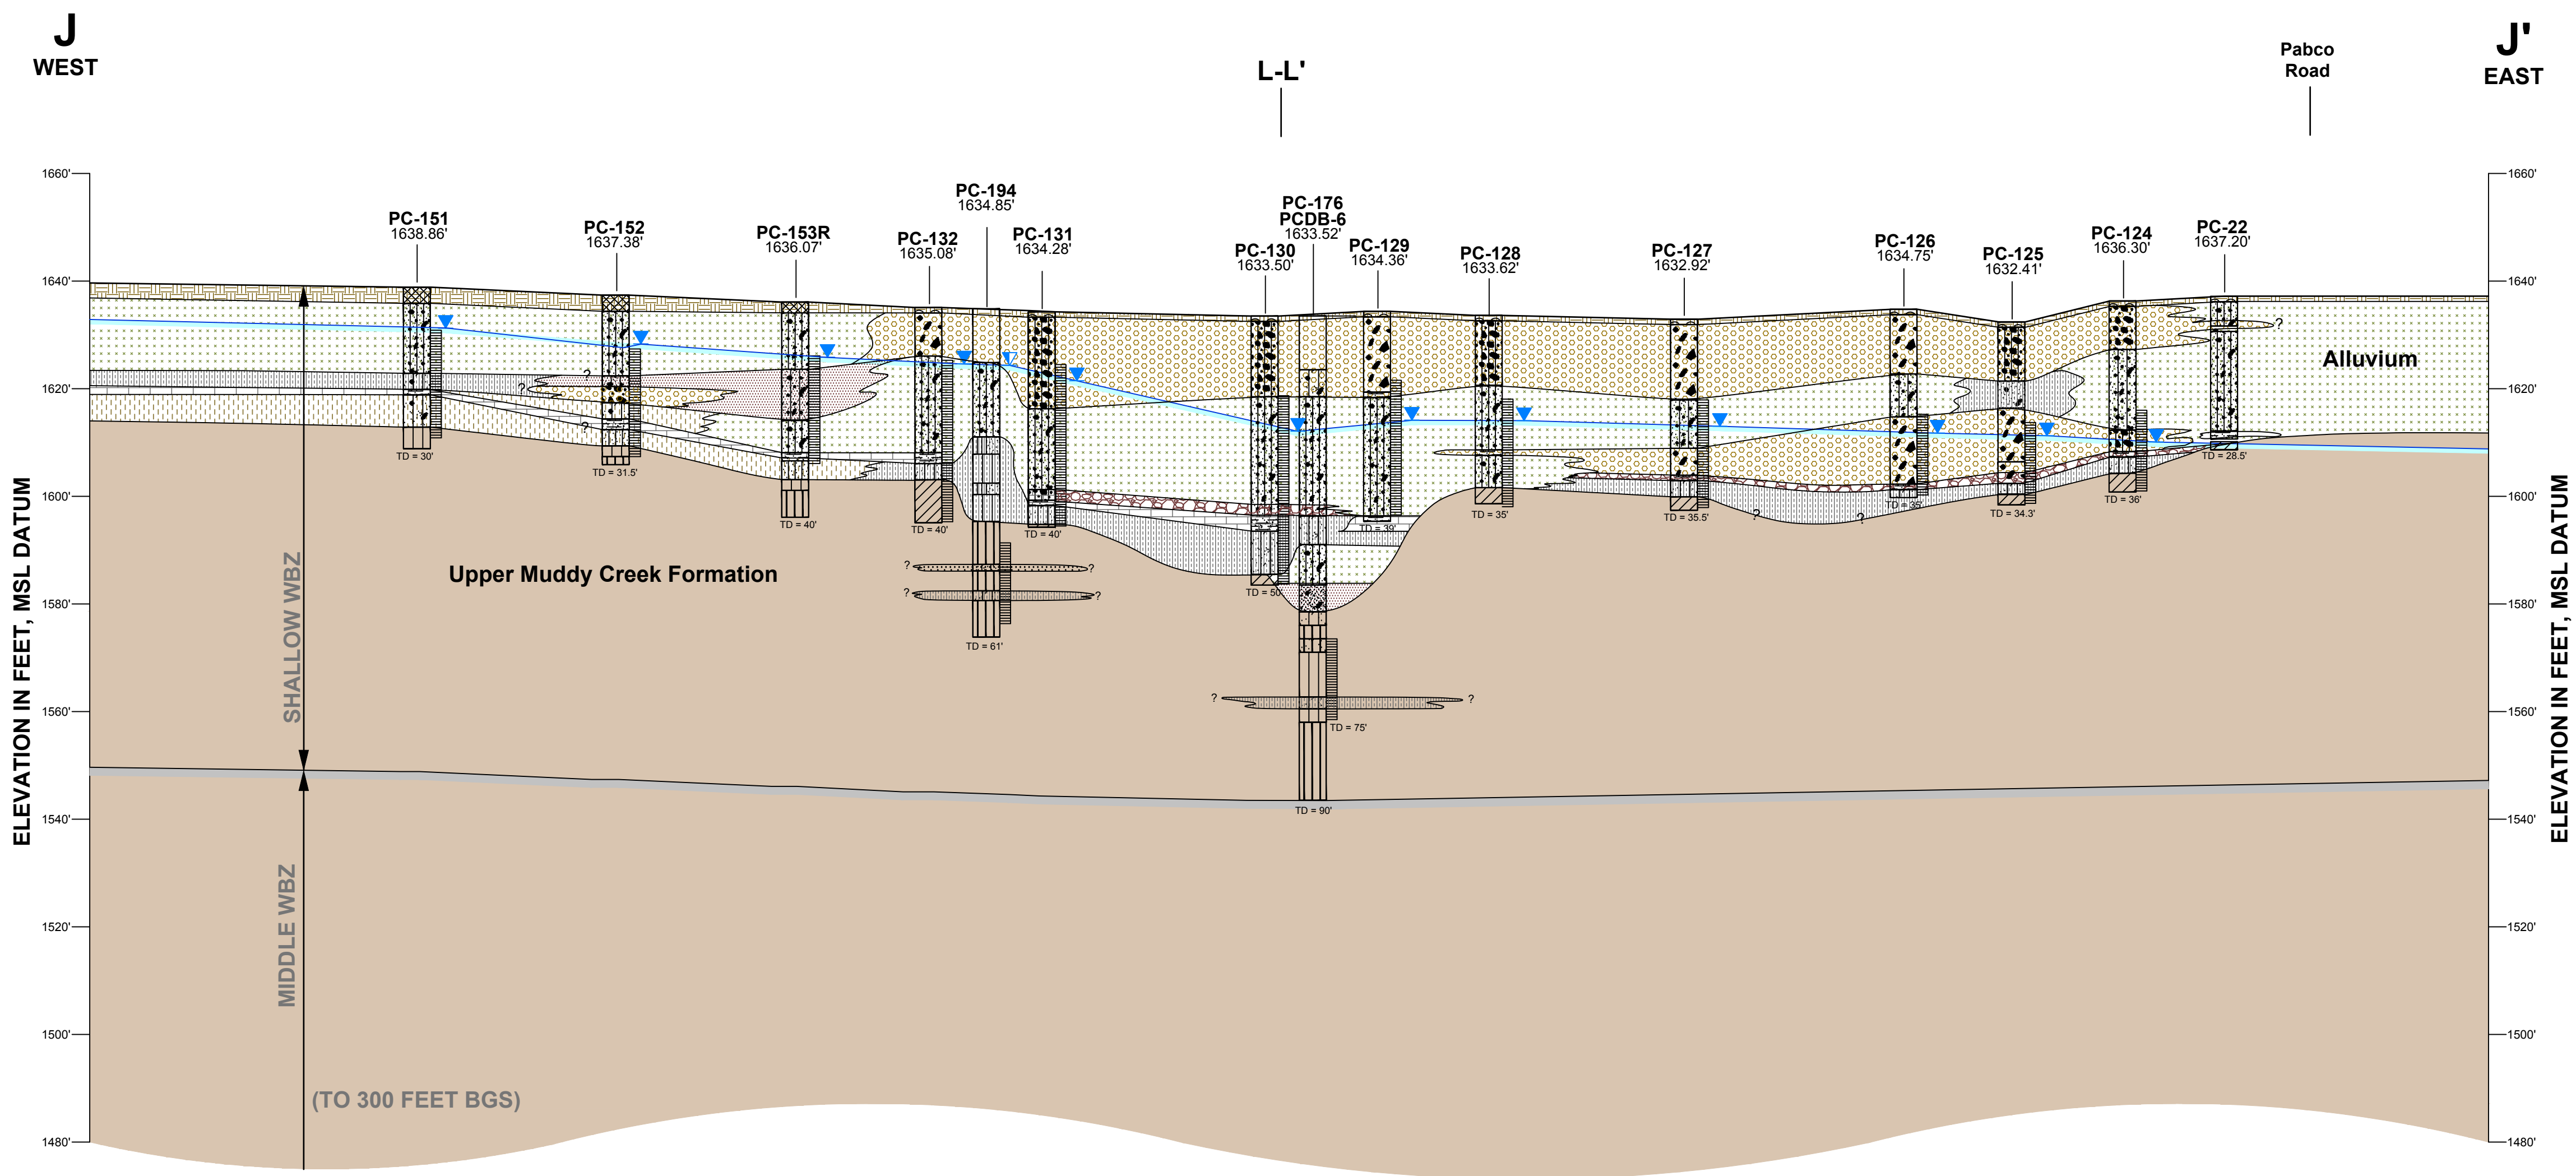 J
WEST
L-L'
Pabco
Road
J'
EAST
PC-151
1638.86'
PC-152
1637.38'
PC-153R
1636.07'
PC-132
1635.08'
PC-194
1634.85'
PC-131
1634.28'
PC-130
1633.50'
PC-176
PCDB-6
1633.52'
PC-129
1634.36'
PC-128
1633.62'
PC-127
1632.92'
PC-126
1634.75'
PC-125
1632.41'
PC-124
1636.30'
PC-22
1637.20'
ELEVATION IN FEET, MSL DATUM
1660'
1640'
1620'
1600'
1580'
1560'
1540'
1520'
1500'
1480'
TD = 30'
TD = 31.5'
TD = 40'
TD = 40'
TD = 61'
TD = 40'
TD = 50'
TD = 75'
TD = 90'
TD = 39'
TD = 35'
TD = 35.5'
TD = 35'
TD = 34.3'
TD = 36'
TD = 28.5'
?
?
?
?
?
?
?
?
?
?
?
?
Alluvium
Upper Muddy Creek Formation
SHALLOW WBZ
MIDDLE WBZ
(TO 300 FEET BGS)
1660'
1640'
1620'
1600'
1580'
1560'
1540'
1520'
1500'
1480'
ELEVATION IN FEET, MSL DATUM